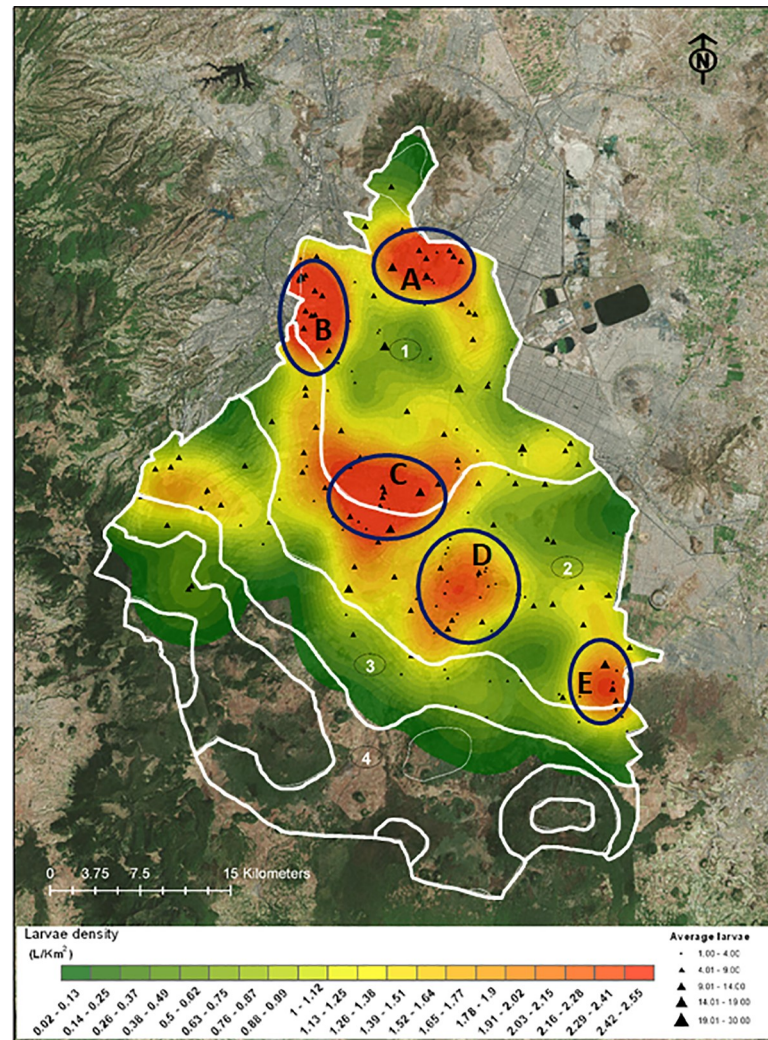 N
A
B
1
C
D
2
E
3
4
0 3.75 7.5 15 Kilometers
Larvae density
(L/Km²)
0.02 - 0.13
0.14 - 0.25
0.26 - 0.37
0.38 - 0.49
0.5 - 0.62
0.63 - 0.75
0.76 - 0.87
0.88 - 0.99
1 - 1.12
1.13 - 1.25
1.26 - 1.38
1.39 - 1.51
1.52 - 1.64
1.65 - 1.77
1.78 - 1.9
1.91 - 2.02
2.03 - 2.15
2.16 - 2.28
2.29 - 2.41
2.42 - 2.55
Average larvae
1.00 - 4.00
4.01 - 9.00
9.01 - 14.00
14.01 - 19.00
19.01 - 30.00